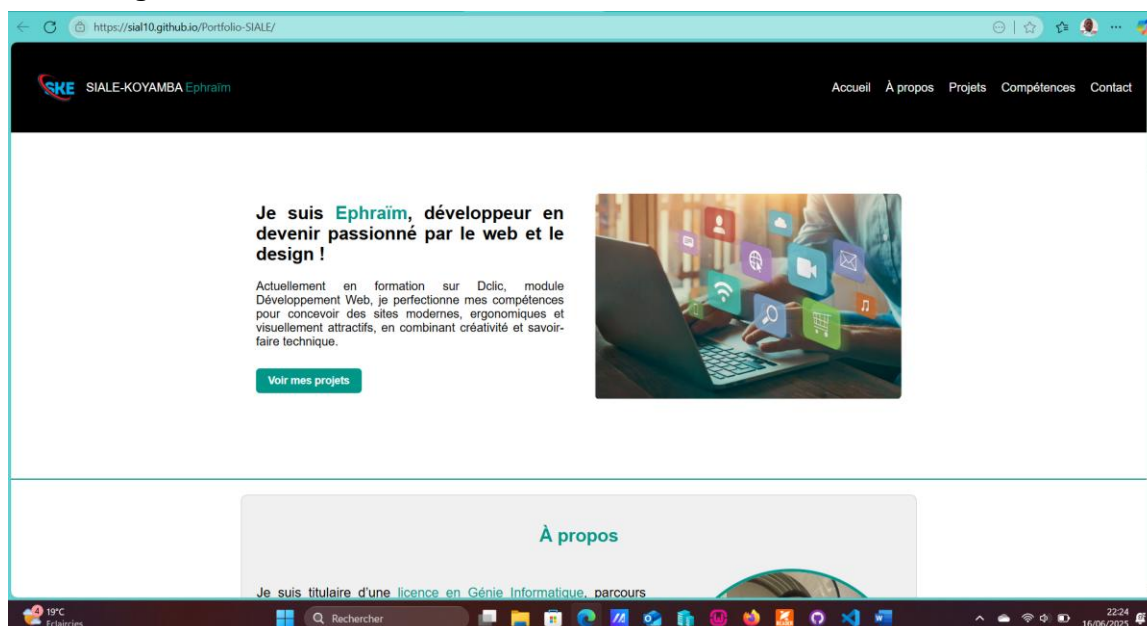 https://sial10.github.io/Portfolio-SIALE/
SKE
SIALE-KOYAMBA Ephraïm
Accueil À propos Projets Compétences Contact
Je suis Ephraïm, développeur en
devenir passionné par le web et le
design !
Actuellement en formation sur Dclic, module
Développement Web, je perfectionne mes compétences
pour concevoir des sites modernes, ergonomiques et
visuellement attractifs, en combinant créativité et savoir-
faire technique.
Voir mes projets
À propos
Je suis titulaire d'une licence en Génie Informatique, parcours
4
19°C
Eclaircies
Rechercher
22:24
16/06/2025